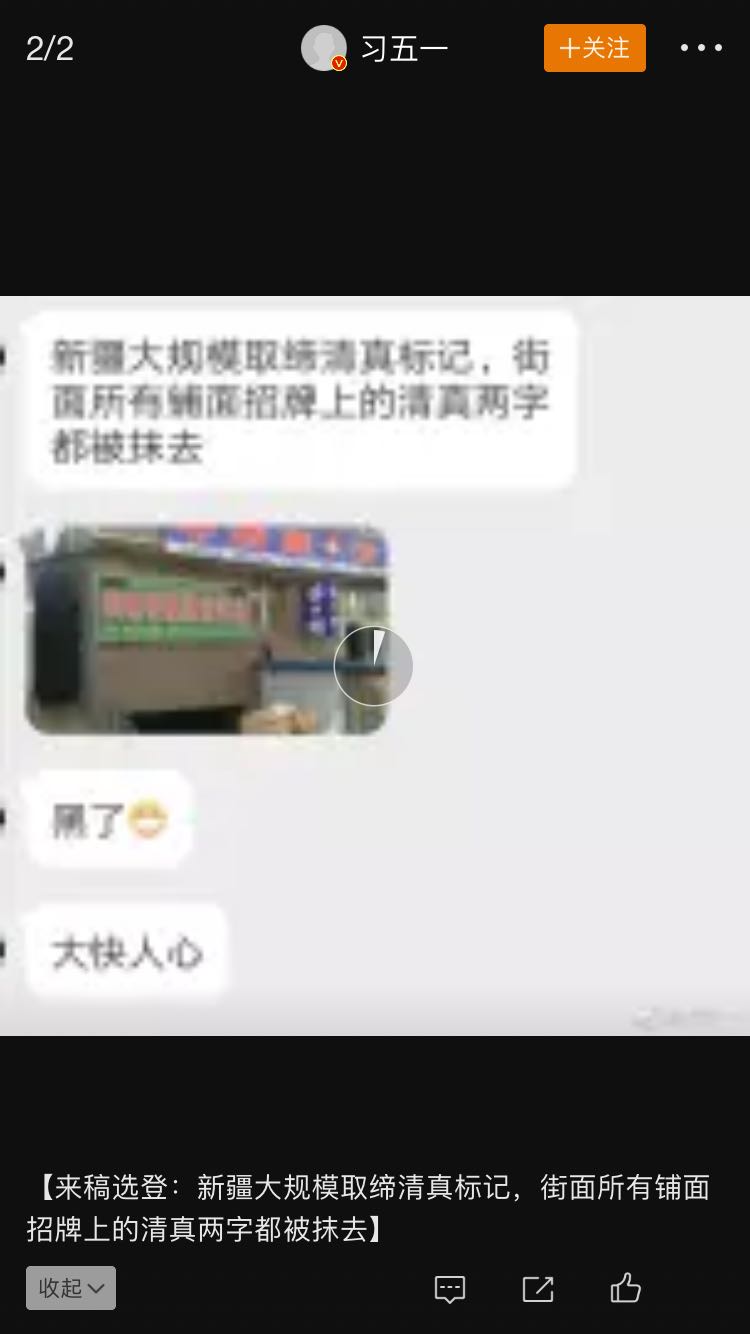 2/2
习五一
+关注
新疆大规模取缔清真标记，街
面所有铺面招牌上的清真两字
都被抹去
黑了
大快人心
【来稿选登：新疆大规模取缔清真标记，街面所有铺面
招牌上的清真两字都被抹去】
收起